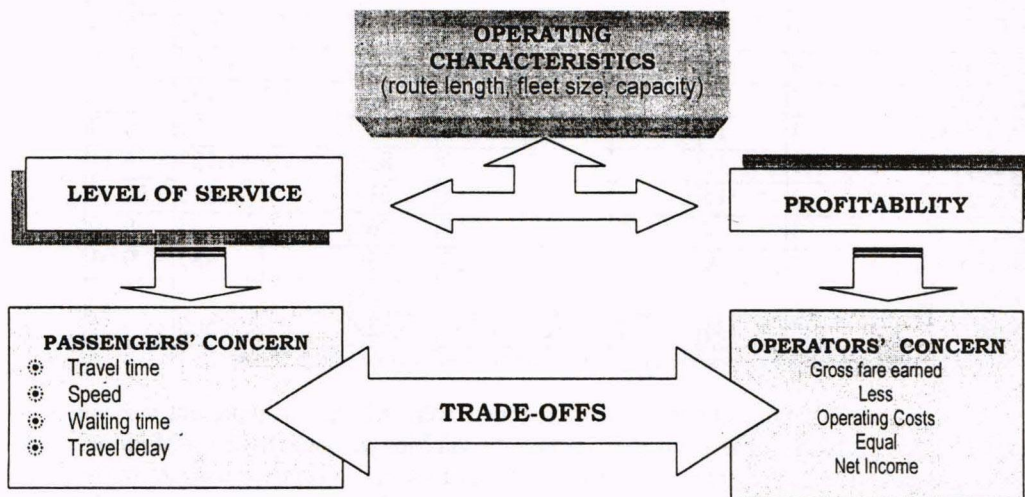 OPERATING
CHARACTERISTICS
(route length, fleet size, capacity)
LEVEL OF SERVICE
PROFITABILITY
PASSENGERS' CONCERN
Travel time
Speed
Waiting time
Travel delay
TRADE-OFFS
OPERATORS' CONCERN
Gross fare earned
Less
Operating Costs
Equal
Net Income